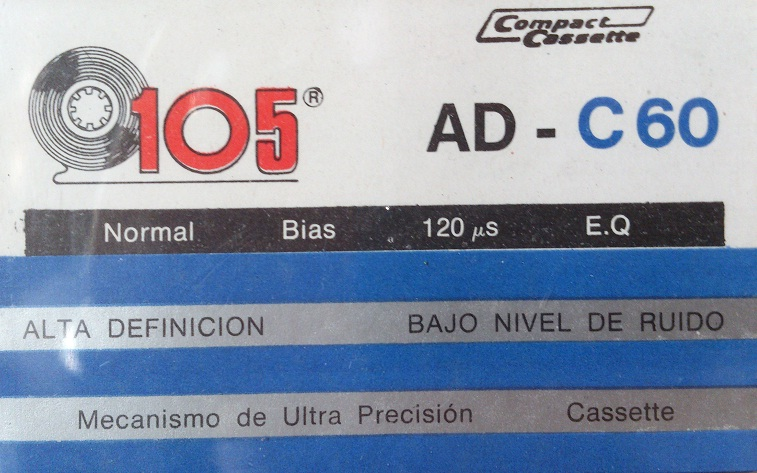 Compact
Cassette
105®
AD - C60
Normal Bias 120 µs E.Q
ALTA DEFINICION BAJO NIVEL DE RUIDO
Mecanismo de Ultra Precisión Cassette